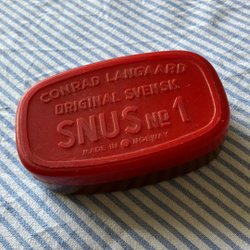 CONRAD LANGAARD
ORIGINAL SVENSK
SNUS No 1
MADE IN NORWAY